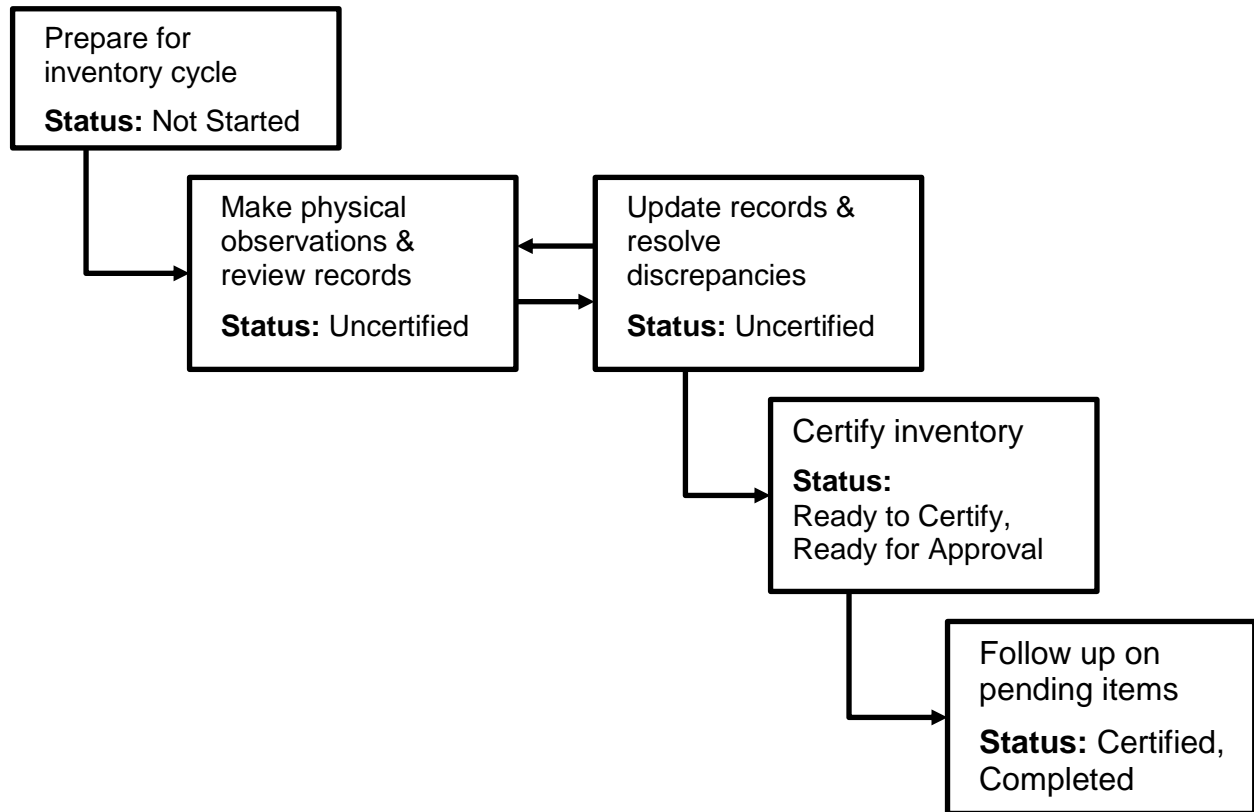 Prepare for
inventory cycle
Status: Not Started
Make physical
observations &
review records
Status: Uncertified
Update records &
resolve
discrepancies
Status: Uncertified
Certify inventory
Status:
Ready to Certify,
Ready for Approval
Follow up on
pending items
Status: Certified,
Completed